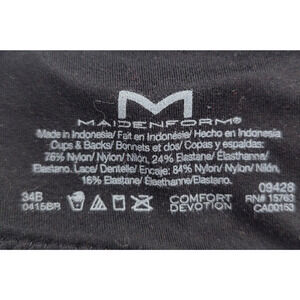 M
MAIDENFORM®
Made in Indonesia/ Fait en Indonésie/ Hecho en Indonesia
Cups & Backs/ Bonnets et dos/ Copas y espaldas:
76% Nylon/ Nylon/ Nilón, 24% Elastane/ Élasthanne/
Elastano. Lace/ Dentelle/ Encaje: 84% Nylon/ Nylon/ Nilón
16% Elastane/ Élasthanne/ Elastano.
34B
0415BR
COMFORT
DEVOTION
09428
RN# 15763
CA00153